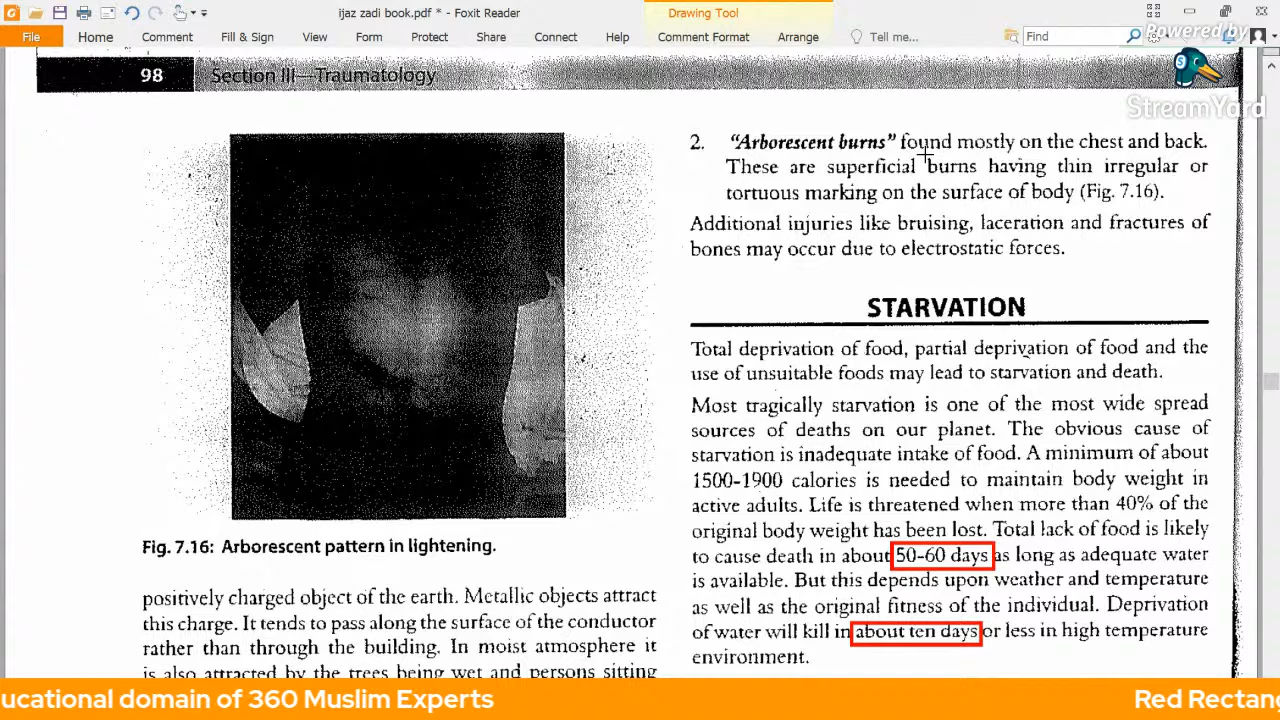 ijaz zadi book.pdf * - Foxit Reader
Drawing Tool
File Home Comment Fill & Sign View Form Protect Share Connect Help Comment Format Arrange Tell me... Find
Powered by
StreamYard
98 Section III—Traumatology
Fig. 7.16: Arborescent pattern in lightening.
positively charged object of the earth. Metallic objects attract
this charge. It tends to pass along the surface of the conductor
rather than through the building. In moist atmosphere it
is also attracted by the trees being wet and persons sitting
2. "Arborescent burns" found mostly on the chest and back.
These are superficial burns having thin irregular or
tortuous marking on the surface of body (Fig. 7.16).
Additional injuries like bruising, laceration and fractures of
bones may occur due to electrostatic forces.
STARVATION
Total deprivation of food, partial deprivation of food and the
use of unsuitable foods may lead to starvation and death.
Most tragically starvation is one of the most wide spread
sources of deaths on our planet. The obvious cause of
starvation is inadequate intake of food. A minimum of about
1500-1900 calories is needed to maintain body weight in
active adults. Life is threatened when more than 40% of the
original body weight has been lost. Total lack of food is likely
to cause death in about 50-60 days as long as adequate water
is available. But this depends upon weather and temperature
as well as the original fitness of the individual. Deprivation
of water will kill in about ten days or less in high temperature
environment.
ucational domain of 360 Muslim Experts
Red Rectang